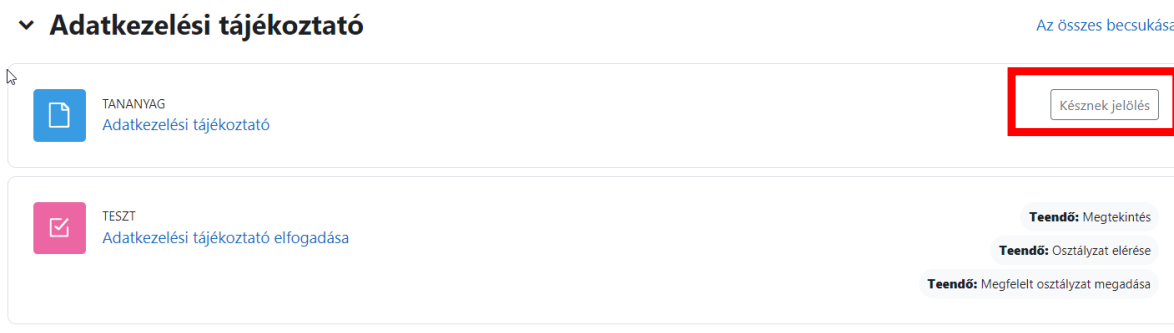 Adatkezelési tájékoztató
Az összes becsukása
TANANYAG
Adatkezelési tájékoztató
Késznek jelölés
TESZT
Adatkezelési tájékoztató elfogadása
Teendő: Megtekintés
Teendő: Osztályzat elérése
Teendő: Megfelelt osztályzat megadása